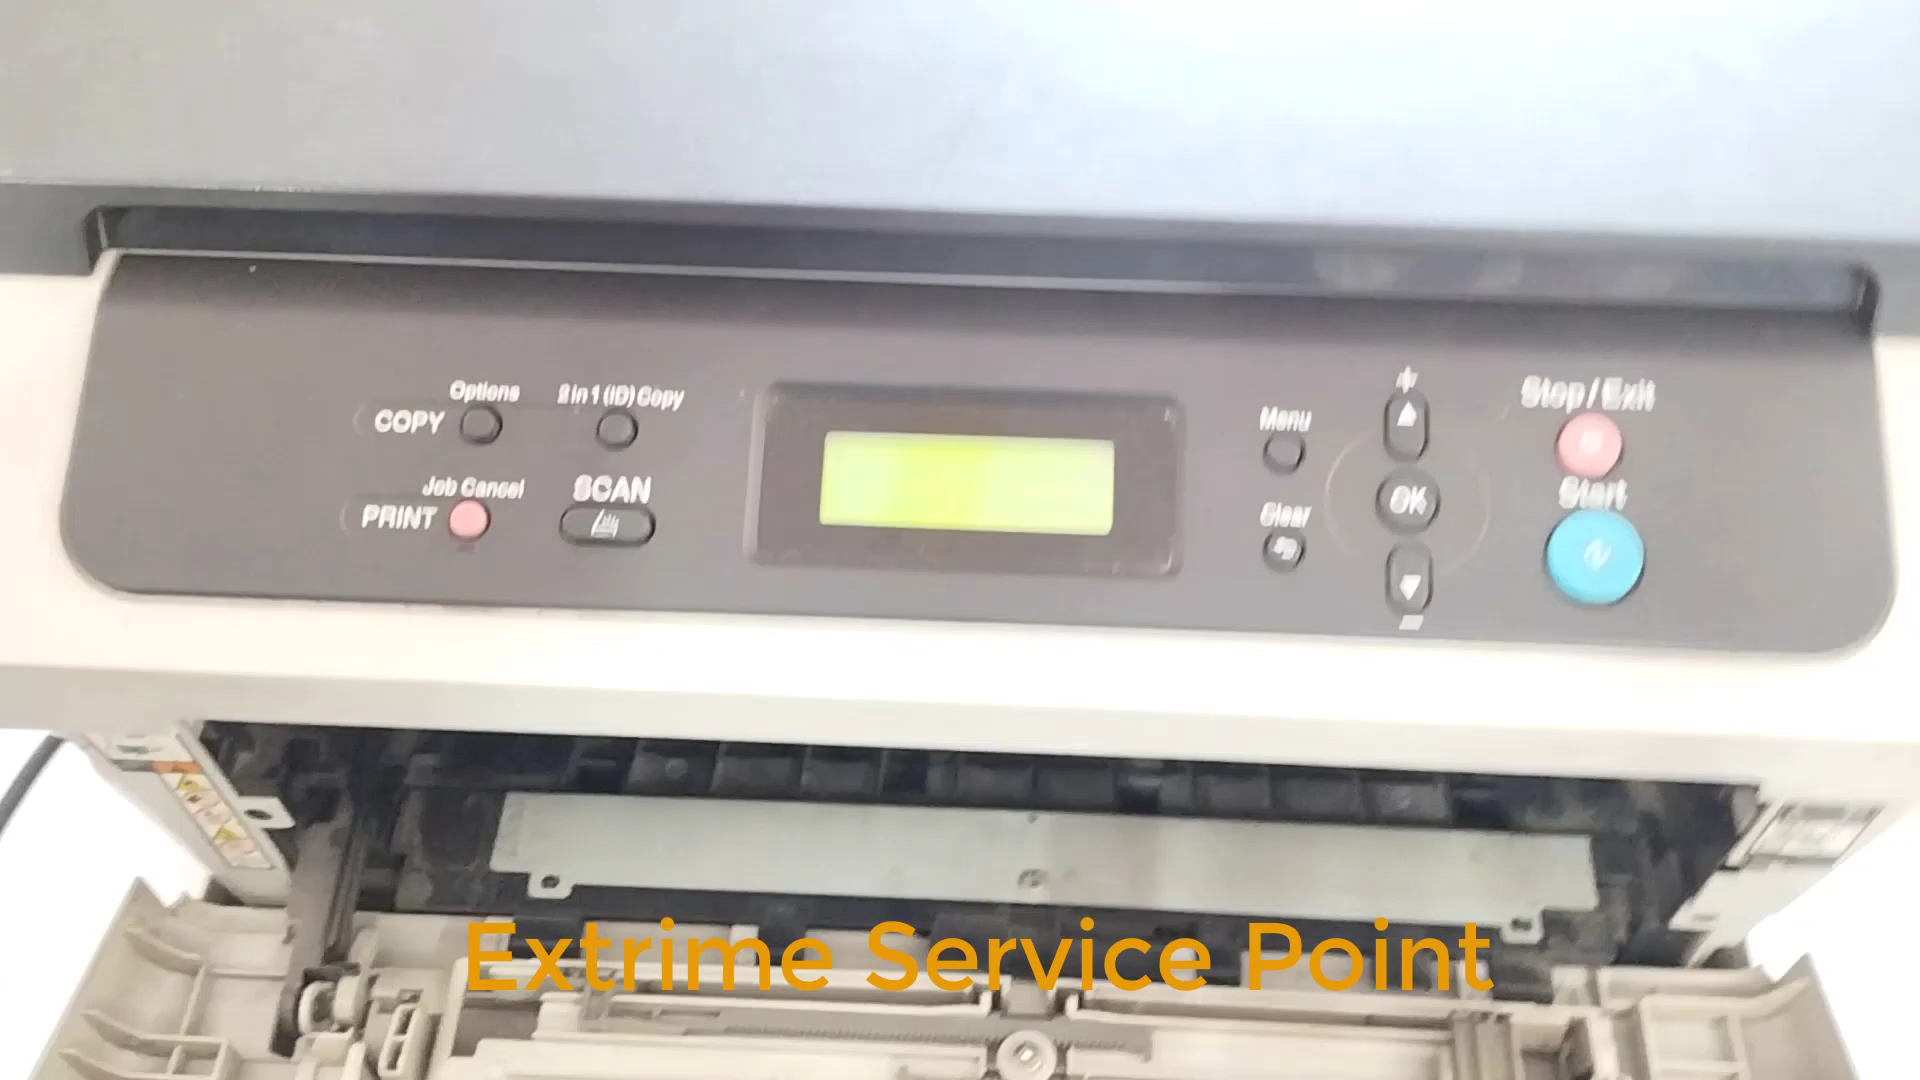 Options
2 in 1 (ID) Copy
COPY
Job Cancel
SCAN
PRINT
Menu
Clear
OK
Stop / Exit
Start
Extrime Service Point